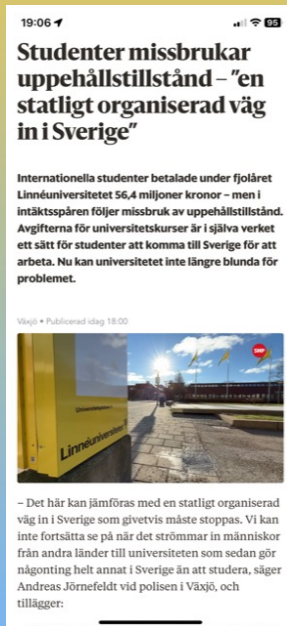 19:06
95
Studenter missbrukar
uppehållstillstånd – ”en
statligt organiserad väg
in i Sverige”
Internationella studenter betalade under fjolåret
Linnéuniversitetet 56,4 miljoner kronor – men i
intäktsspåren följer missbruk av uppehållstillstånd.
Avgifterna för universitetskurser är i själva verket
ett sätt för studenter att komma till Sverige för att
arbeta. Nu kan universitetet inte längre blunda för
problemet.
Växjö • Publicerad idag 18:00
SMP
Linnéuniversitetet
– Det här kan jämföras med en statligt organiserad
väg in i Sverige som givetvis måste stoppas. Vi kan
inte fortsätta se på när det strömmar in människor
från andra länder till universiteten som sedan gör
någonting helt annat i Sverige än att studera, säger
Andreas Jörnefeldt vid polisen i Växjö, och
tillägger: